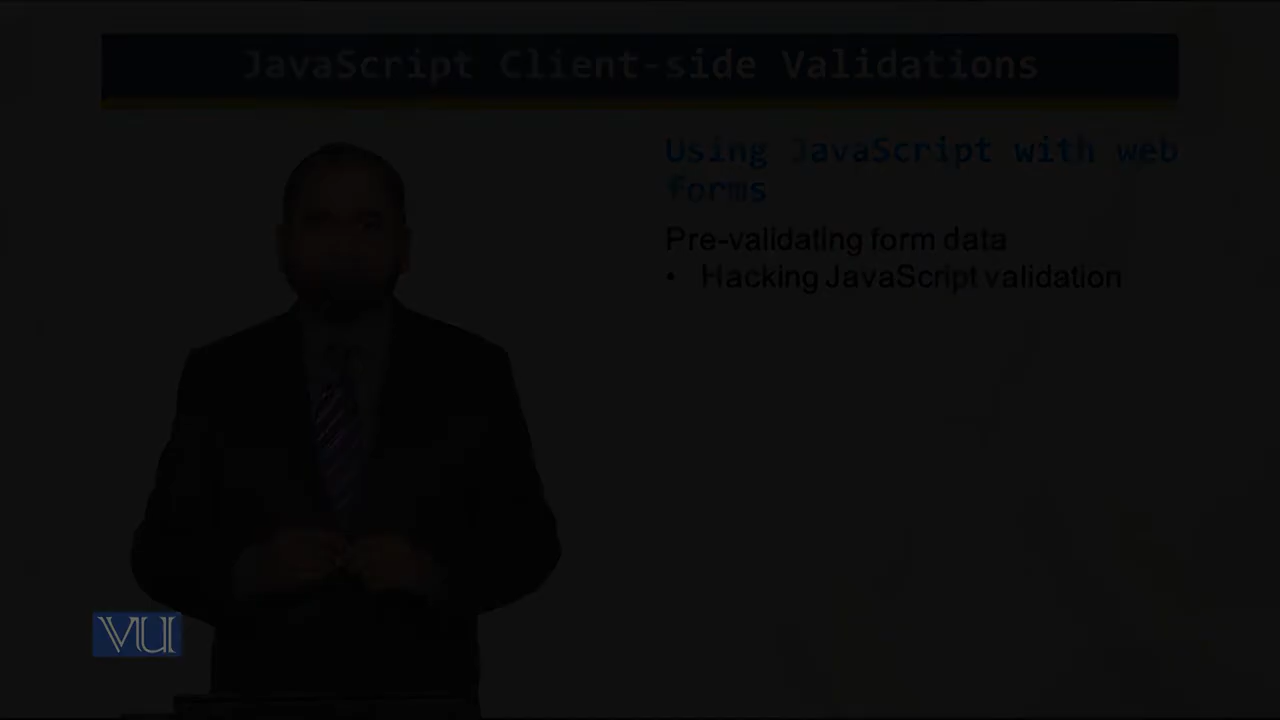 JavaScript Client-side Validations
Using JavaScript with web
forms
Pre-validating form data
• Hacking JavaScript validation
VU